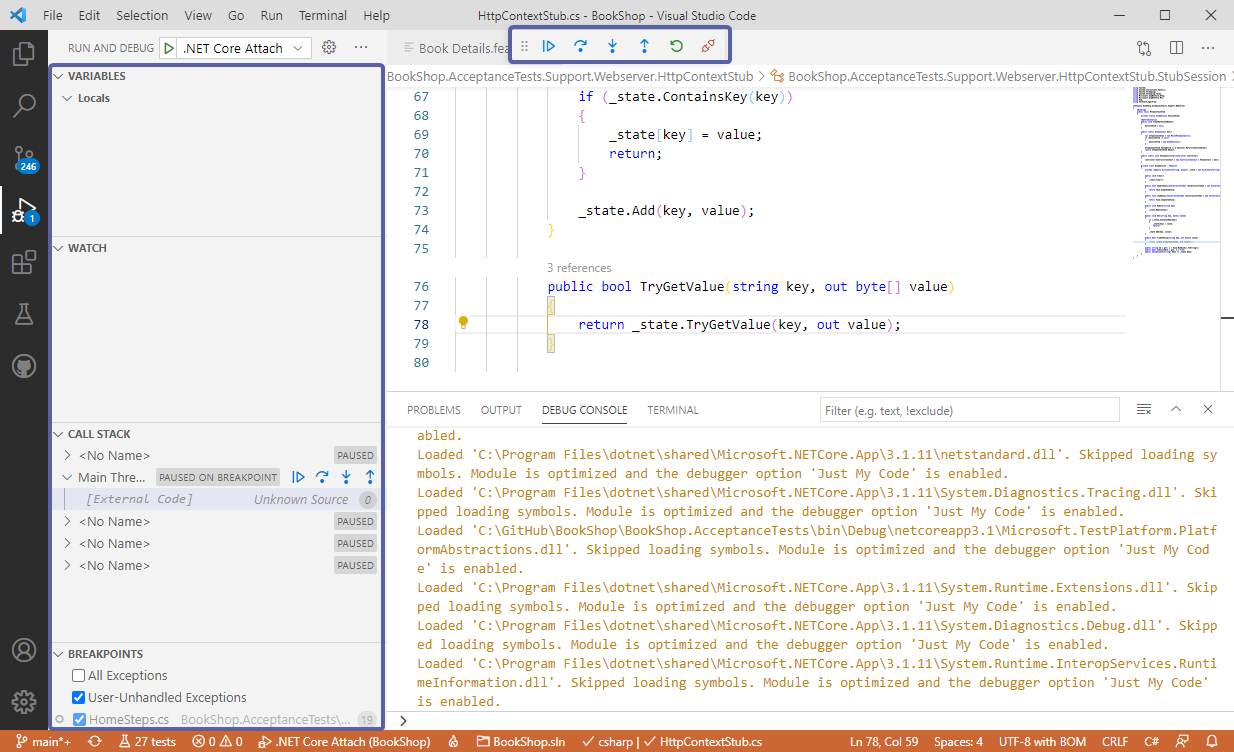 File Edit Selection View Go Run Terminal Help HttpContextStub.cs - BookShop - Visual Studio Code
RUN AND DEBUG .NET Core Attach
Book Details.fea
BookShop.AcceptanceTests.Support.Webserver.HttpContextStub > BookShop.AcceptanceTests.Support.Webserver.HttpContextStub.StubSession
246
1
VARIABLES
Locals
WATCH
CALL STACK
<No Name> PAUSED
Main Thre... PAUSED ON BREAKPOINT
[External Code] Unknown Source 0
<No Name> PAUSED
<No Name> PAUSED
<No Name> PAUSED
BREAKPOINTS
All Exceptions
User-Unhandled Exceptions
HomeSteps.cs BookShop.AcceptanceTests\... 19
67 if (_state.ContainsKey(key))
68 {
69 _state[key] = value;
70 return;
71 }
72
73 _state.Add(key, value);
74 }
75
3 references
76 public bool TryGetValue(string key, out byte[] value)
77 {
78 return _state.TryGetValue(key, out value);
79 }
80
PROBLEMS OUTPUT DEBUG CONSOLE TERMINAL Filter (e.g. text, !exclude)
abled.
Loaded 'C:\Program Files\dotnet\shared\Microsoft.NETCore.App\3.1.11\netstandard.dll'. Skipped loading sy
mbols. Module is optimized and the debugger option 'Just My Code' is enabled.
Loaded 'C:\Program Files\dotnet\shared\Microsoft.NETCore.App\3.1.11\System.Diagnostics.Tracing.dll'. Ski
pped loading symbols. Module is optimized and the debugger option 'Just My Code' is enabled.
Loaded 'C:\GitHub\BookShop\BookShop.AcceptanceTests\bin\Debug\netcoreapp3.1\Microsoft.TestPlatform.Platf
ormAbstractions.dll'. Skipped loading symbols. Module is optimized and the debugger option 'Just My Cod
e' is enabled.
Loaded 'C:\Program Files\dotnet\shared\Microsoft.NETCore.App\3.1.11\System.Runtime.Extensions.dll'. Skip
ped loading symbols. Module is optimized and the debugger option 'Just My Code' is enabled.
Loaded 'C:\Program Files\dotnet\shared\Microsoft.NETCore.App\3.1.11\System.Diagnostics.Debug.dll'. Skipp
ed loading symbols. Module is optimized and the debugger option 'Just My Code' is enabled.
Loaded 'C:\Program Files\dotnet\shared\Microsoft.NETCore.App\3.1.11\System.Runtime.InteropServices.Runti
meInformation.dll'. Skipped loading symbols. Module is optimized and the debugger option 'Just My Code'
is enabled.
main*+ 27 tests 0 0 .NET Core Attach (BookShop) BookShop.sln csharp | HttpContextStub.cs Ln 78, Col 59 Spaces: 4 UTF-8 with BOM CRLF C#